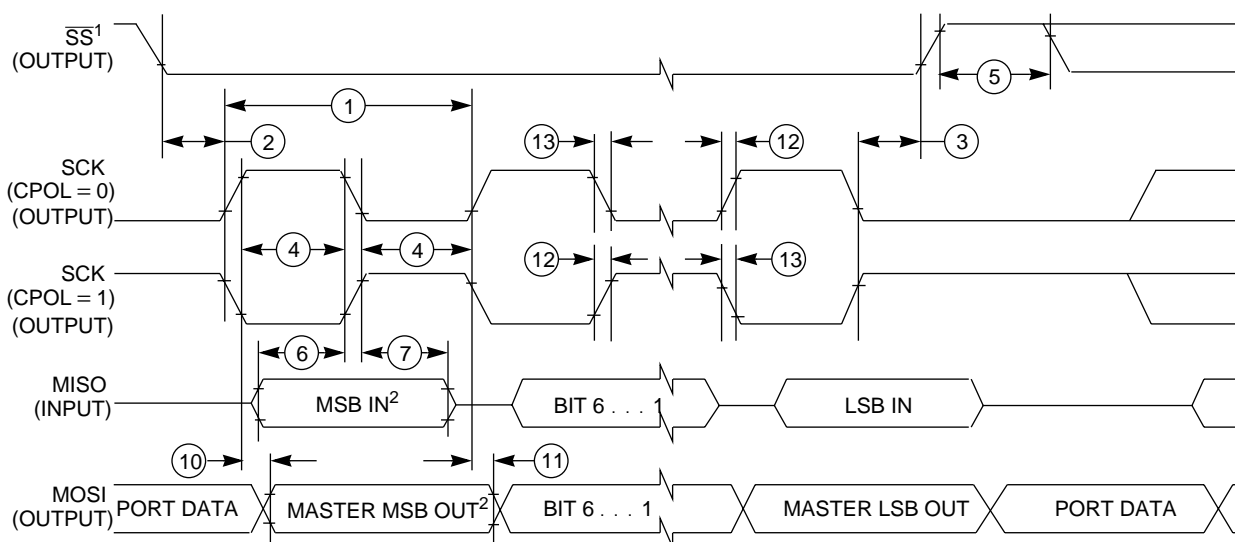 SS¹
(OUTPUT)
5
1
2
13
12
3
SCK
(CPOL = 0)
(OUTPUT)
4
4
SCK
(CPOL = 1)
(OUTPUT)
12
13
6
7
MISO
(INPUT)
MSB IN²
BIT 6 . . . 1
LSB IN
10
11
MOSI
(OUTPUT)
PORT DATA
MASTER MSB OUT²
BIT 6 . . . 1
MASTER LSB OUT
PORT DATA